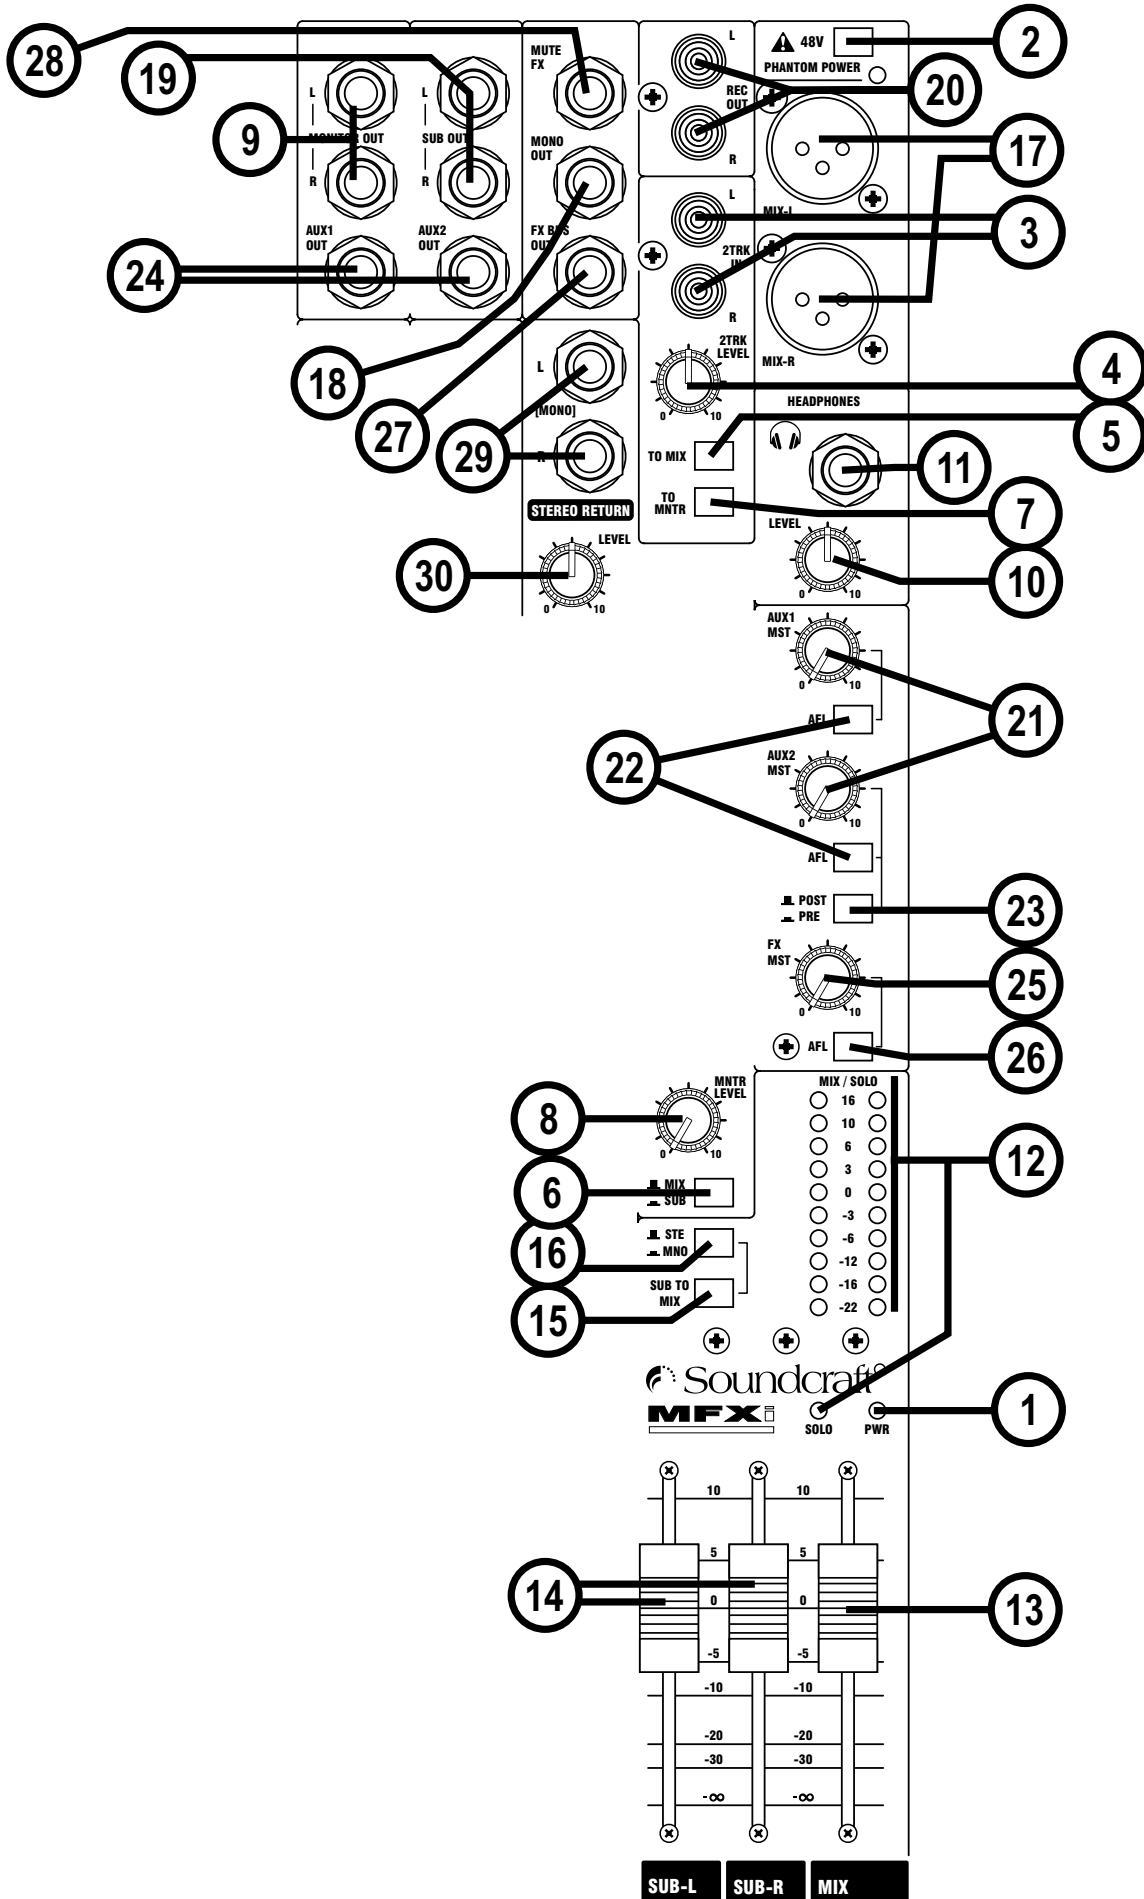 28
MUTE
FX
L
48V
2
19
PHANTOM POWER
L
L
REC
OUT
20
9
MONITOR OUT
SUB OUT
MONO
OUT
17
R
R
R
L
MIX-L
AUX1
OUT
AUX2
OUT
FX BUS
OUT
2TRK
IN
3
24
R
2TRK
LEVEL
MIX-R
L
18
4
[MONO]
0
10
HEADPHONES
27
5
29
R
TO MIX
11
STEREO RETURN
TO
MNTR
7
LEVEL
LEVEL
30
10
0
10
0
10
AUX1
MST
0
10
AFL
21
22
AUX2
MST
0
10
AFL
POST
PRE
23
FX
MST
25
0
10
AFL
26
MNTR
LEVEL
MIX / SOLO
8
16
10
6
0
10
3
12
6
MIX
SUB
0
-3
16
STE
MNO
-6
-12
15
SUB TO
MIX
-16
-22
Soundcraft
MFXi
1
SOLO
PWR
10
10
5
5
14
0
0
13
-5
-5
-10
-10
-20
-20
-30
-30
-∞
-∞
SUB-L
SUB-R
MIX